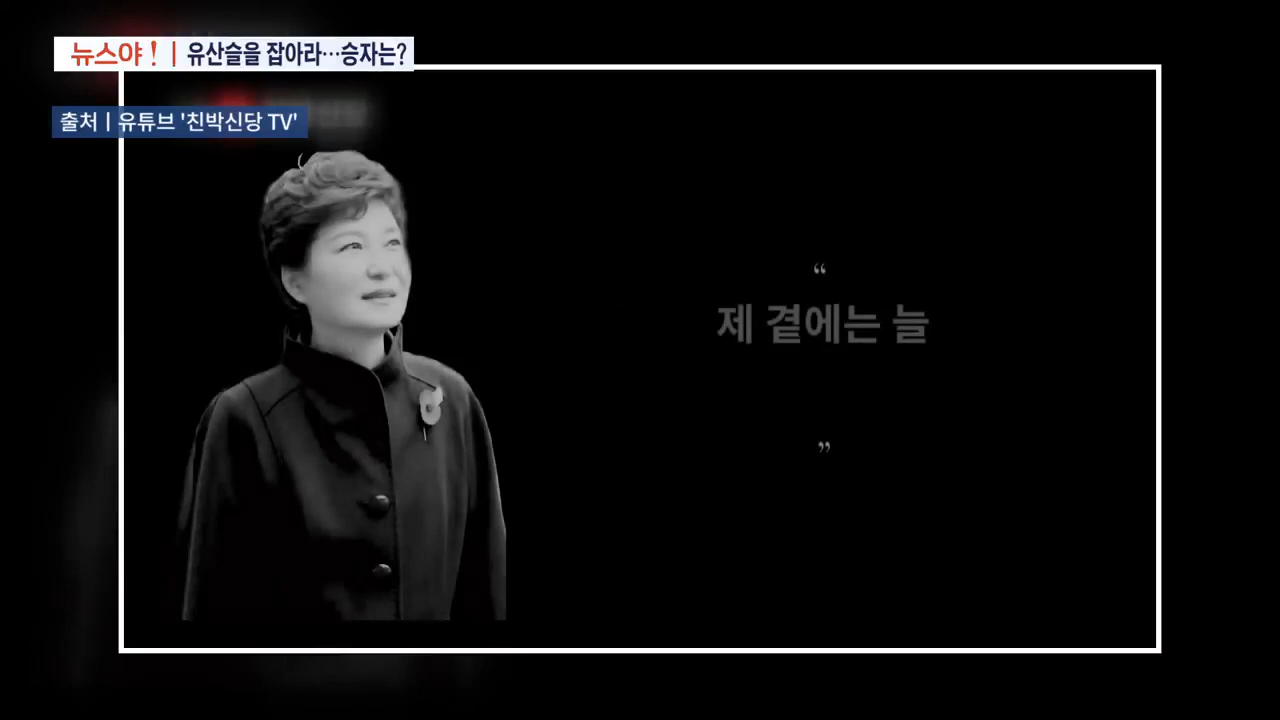 뉴스야! | 유산슬을 잡아라…승자는?
출처 | 유튜브 '친박신당 TV'
“
제 곁에는 늘
”